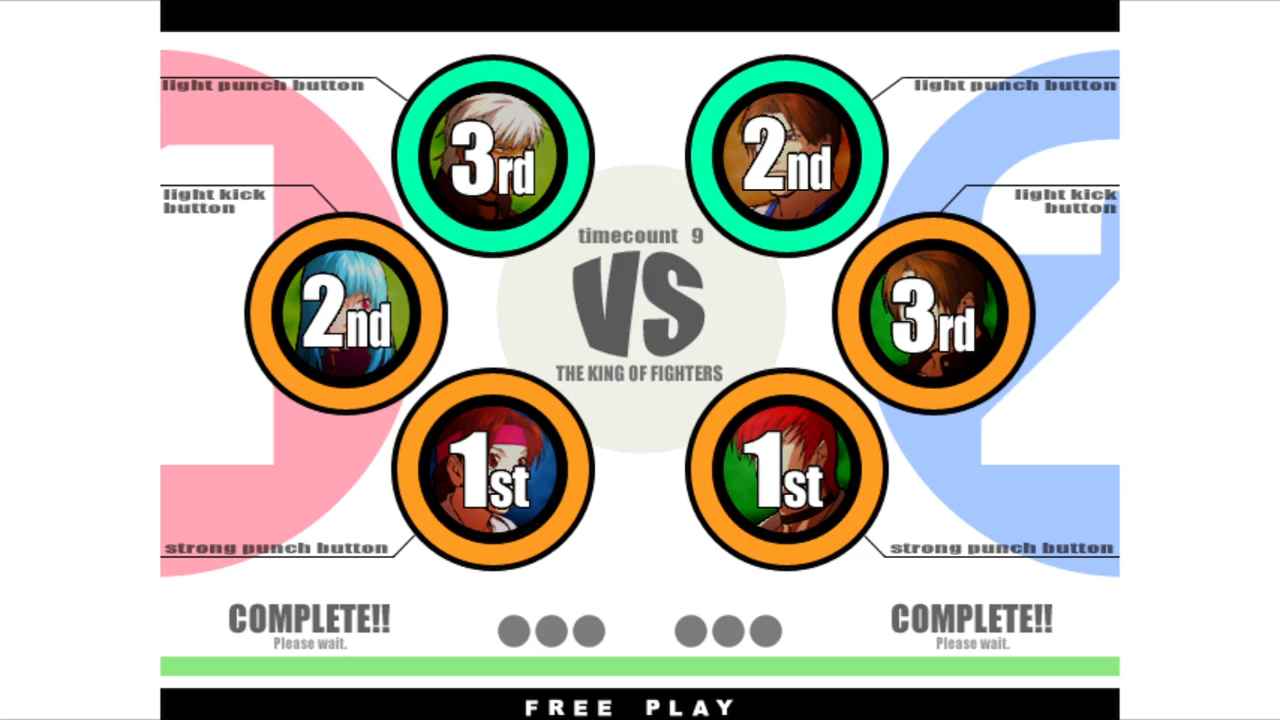 light punch button
light punch button
3rd
2nd
light kick
button
light kick
button
timecount 9
VS
THE KING OF FIGHTERS
2nd
3rd
1st
1st
strong punch button
strong punch button
COMPLETE!!
Please wait.
COMPLETE!!
Please wait.
FREE PLAY